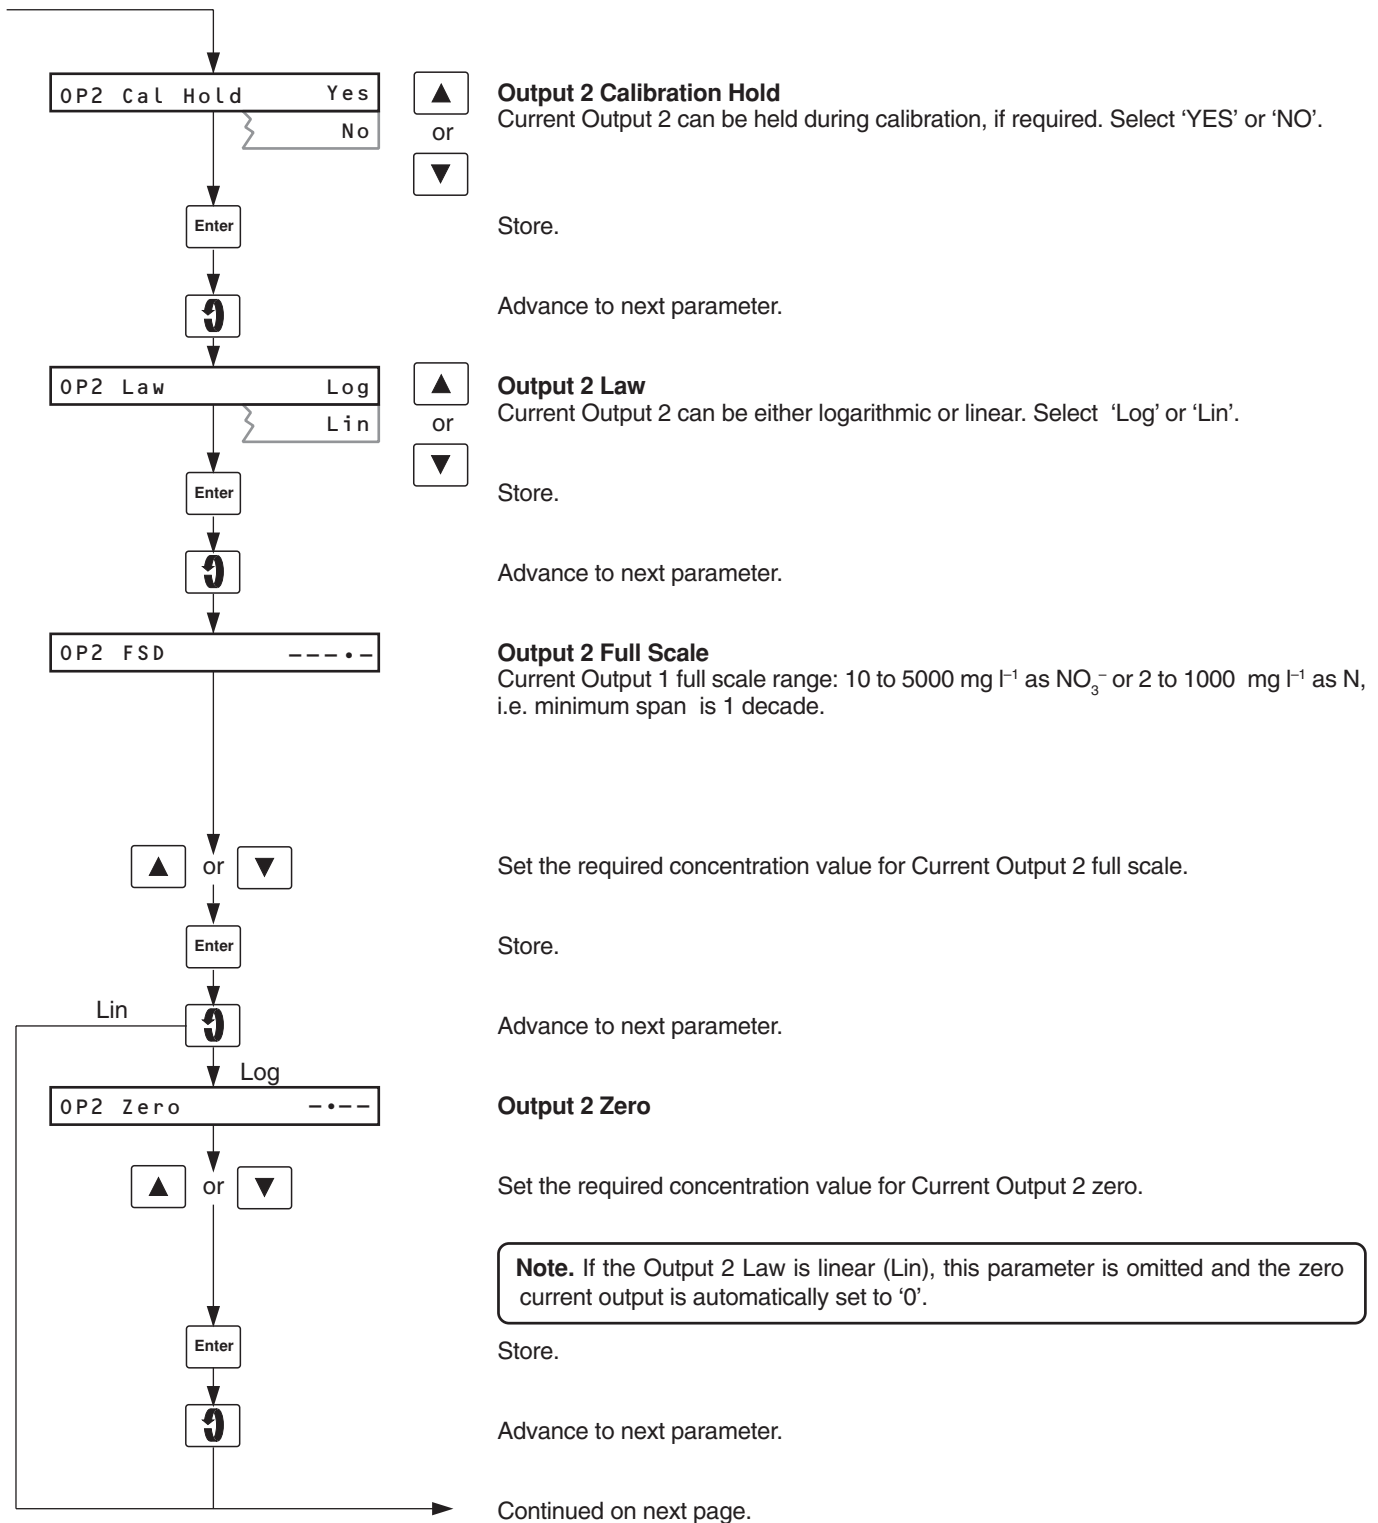 OP2 Cal Hold Yes
No
or
Output 2 Calibration Hold
Current Output 2 can be held during calibration, if required. Select ‘YES’ or ‘NO’.
Enter
Store.
Advance to next parameter.
OP2 Law Log
Lin
or
Output 2 Law
Current Output 2 can be either logarithmic or linear. Select ‘Log’ or ‘Lin’.
Enter
Store.
Advance to next parameter.
OP2 FSD –––•–
Output 2 Full Scale
Current Output 1 full scale range: 10 to 5000 mg l⁻¹ as NO₃⁻ or 2 to 1000 mg l⁻¹ as N,
i.e. minimum span is 1 decade.
or
Set the required concentration value for Current Output 2 full scale.
Enter
Store.
Lin
Advance to next parameter.
Log
OP2 Zero –•––
Output 2 Zero
or
Set the required concentration value for Current Output 2 zero.
Note. If the Output 2 Law is linear (Lin), this parameter is omitted and the zero
current output is automatically set to ‘0’.
Enter
Store.
Advance to next parameter.
Continued on next page.